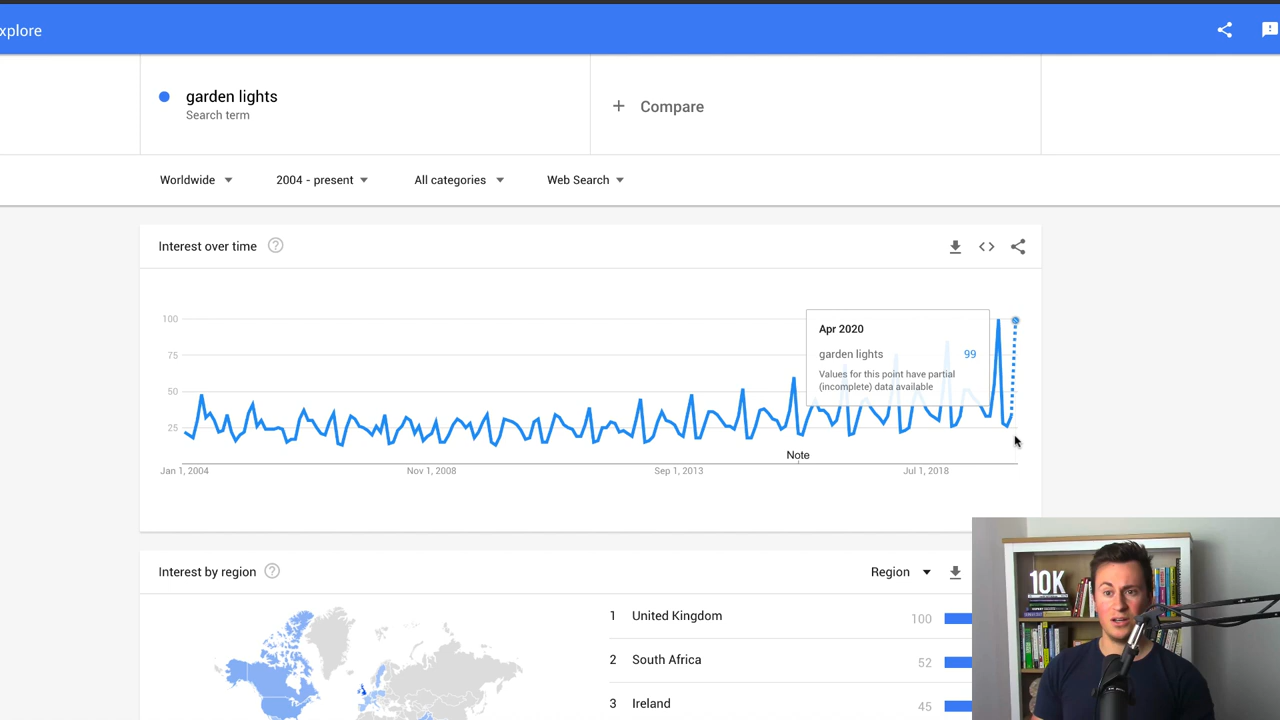 xplore
garden lights
Search term
+ Compare
Worldwide
2004 - present
All categories
Web Search
Interest over time
100
75
50
25
Apr 2020
garden lights 99
Values for this point have partial
(incomplete) data available
Note
Jan 1, 2004
Nov 1, 2008
Sep 1, 2013
Jul 1, 2018
Interest by region
Region
1 United Kingdom 100
2 South Africa 52
3 Ireland 45
10K